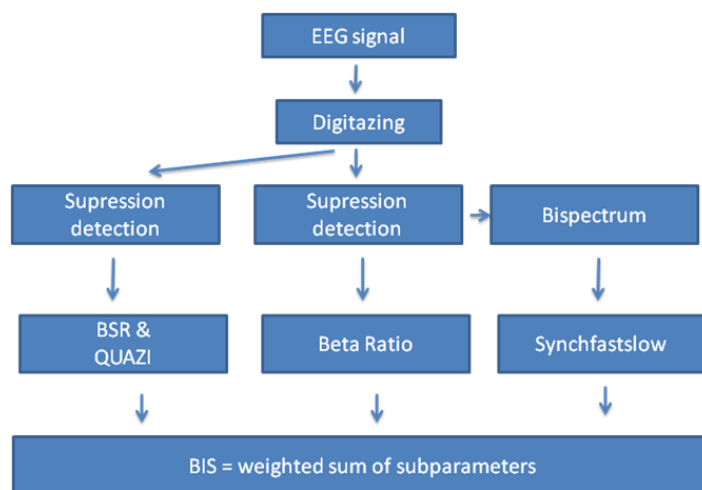 EEG signal
Digitazing
Supression
detection
Supression
detection
Bispectrum
BSR &
QUAZI
Beta Ratio
Synchfastslow
BIS = weighted sum of subparameters